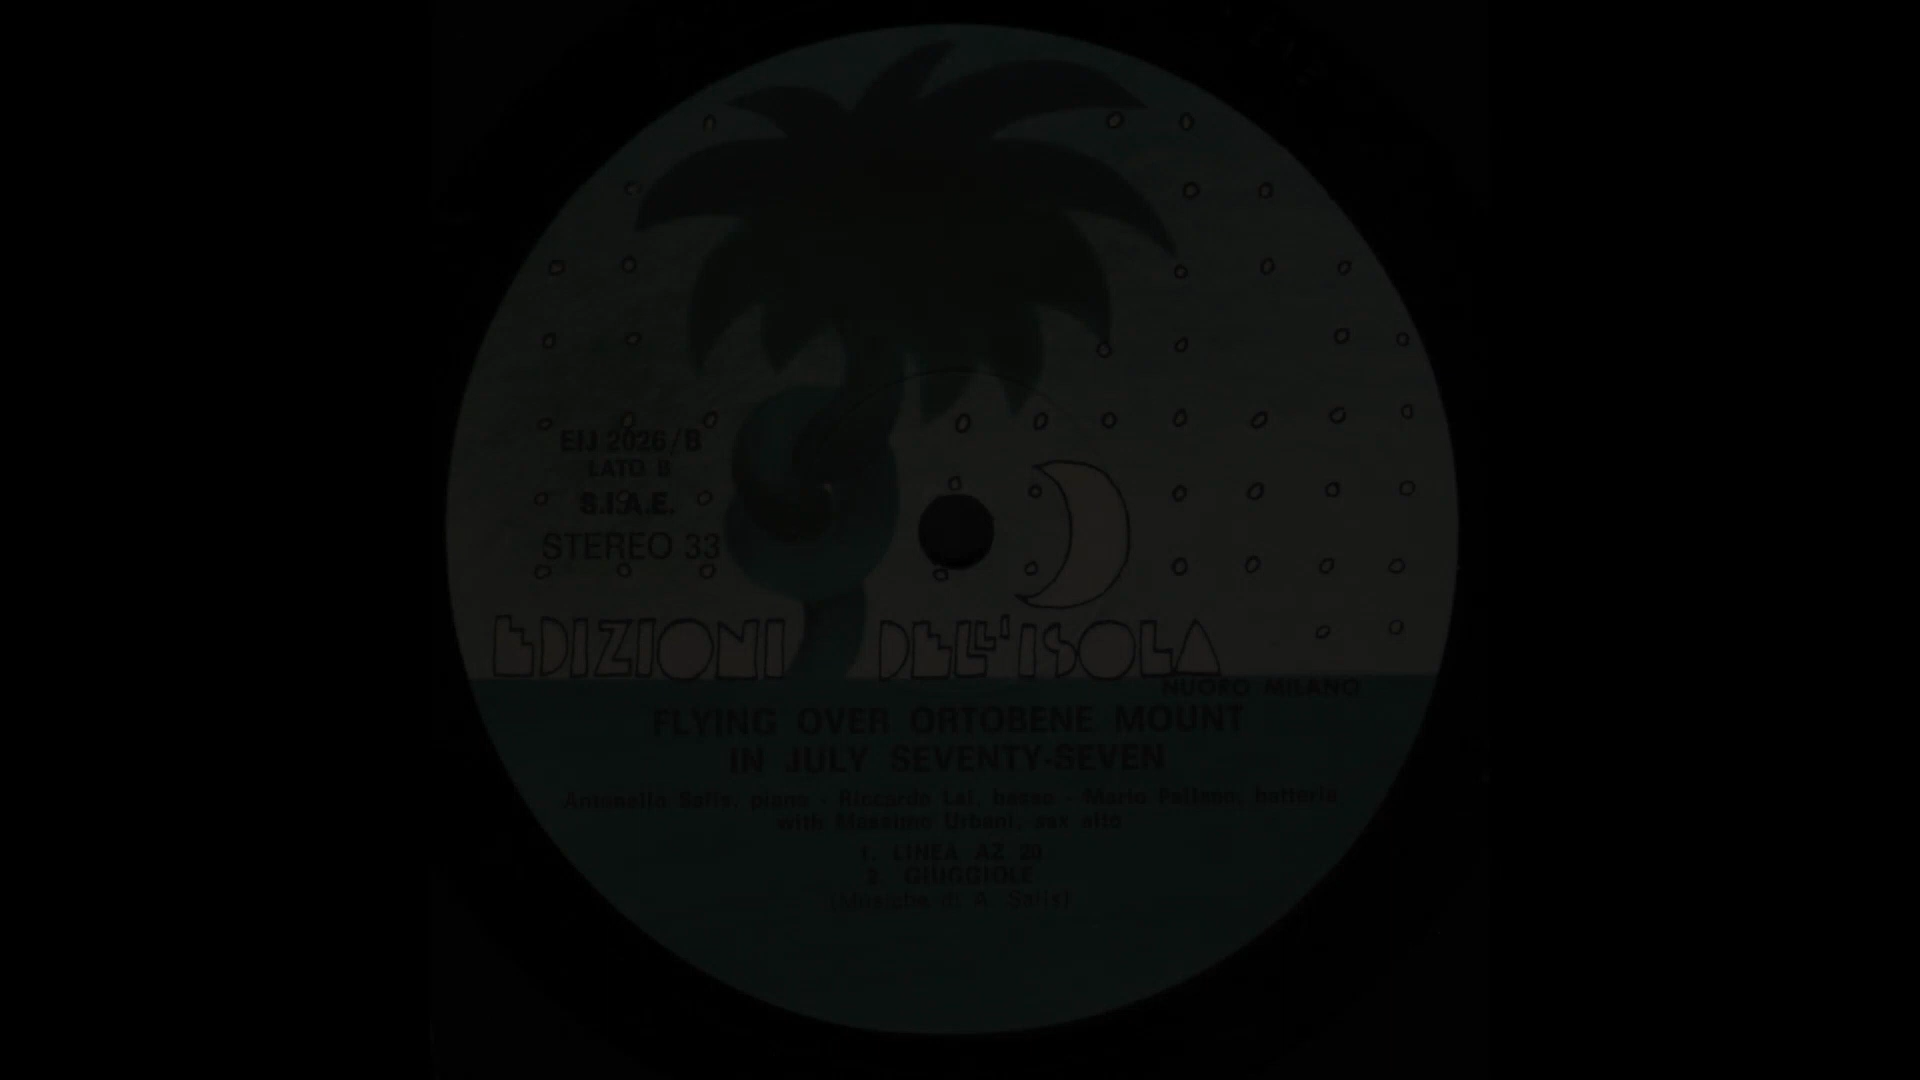 EIJ 2026/B
LATO B
S.I.A.E.
STEREO 33
EDIZIONI DELL'ISOLA
NUORO MILANO
FLYING OVER ORTOBENE MOUNT
IN JULY SEVENTY-SEVEN
Antonello Salis, piano - Riccardo Lai, basso - Mario Paliano, batteria
with Massimo Urbani, sax alto
1. LINEA AZ 20
2. GIUGGIOLE
(Musiche di A. Salis)